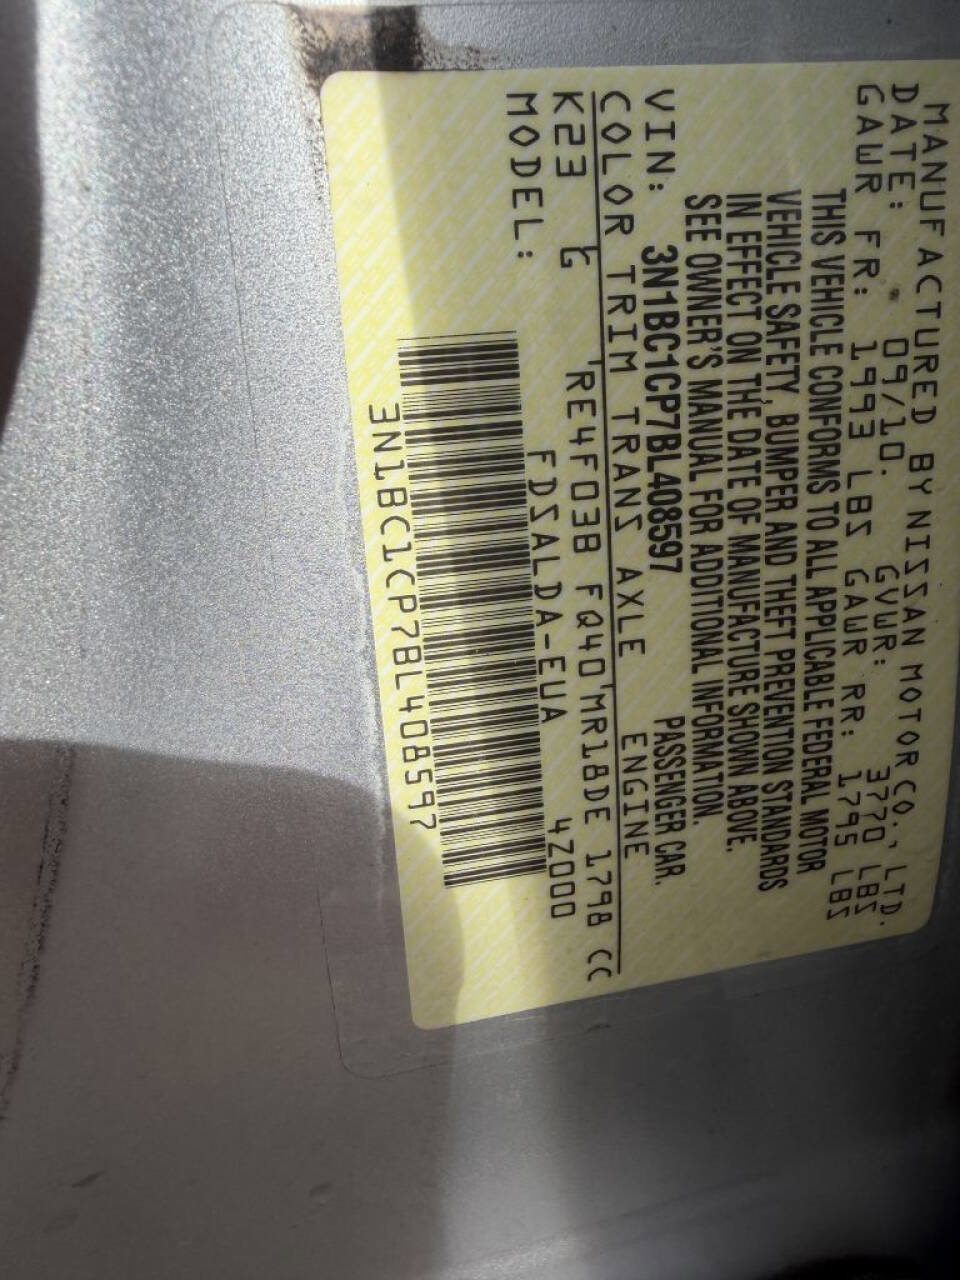 MANUFACTURED BY NISSAN MOTOR CO., LTD.
DATE: 09/10. GVWR: 3770 LBS
GAWR FR: 1993 LBS GAWR RR: 1795 LBS
THIS VEHICLE CONFORMS TO ALL APPLICABLE FEDERAL MOTOR
VEHICLE SAFETY, BUMPER AND THEFT PREVENTION STANDARDS
IN EFFECT ON THE DATE OF MANUFACTURE SHOWN ABOVE.
SEE OWNER'S MANUAL FOR ADDITIONAL INFORMATION.
VIN: 3N1BC1CP7BL408597 PASSENGER CAR.
COLOR TRIM TRANS AXLE ENGINE
K23 G RE4F03B FQ40 MR18DE 1798 CC
MODEL: FDSALDA-EUA 4Z000
3N1BC1CP7BL408597